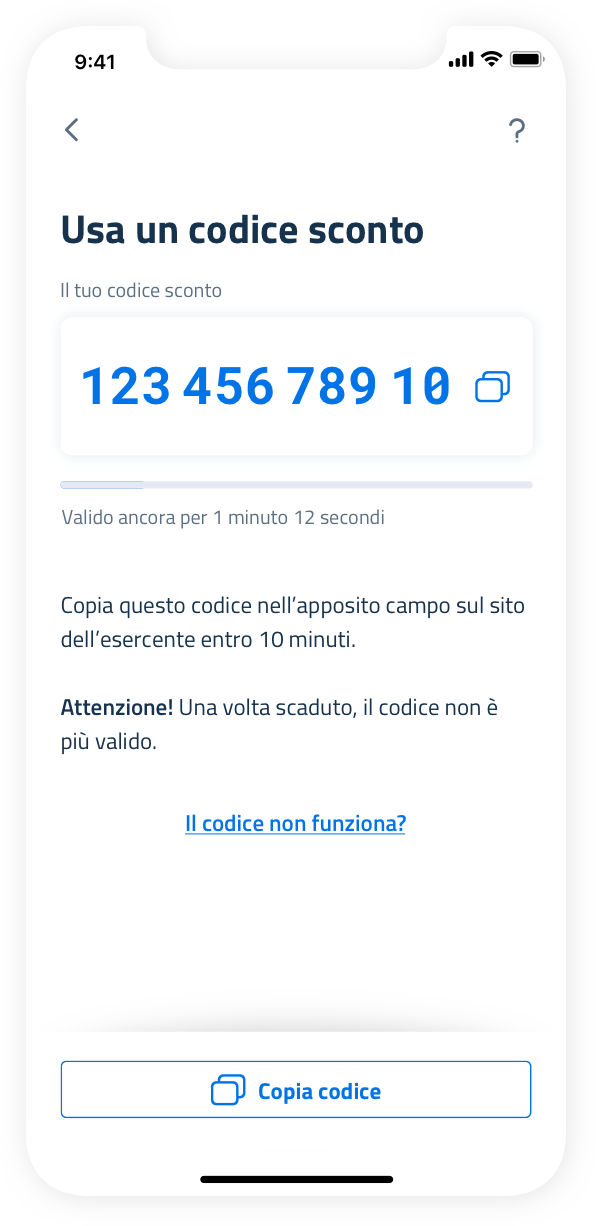 9:41
?
Usa un codice sconto
Il tuo codice sconto
123 456 789 10
Valido ancora per 1 minuto 12 secondi
Copia questo codice nell’apposito campo sul sito
dell’esercente entro 10 minuti.
Attenzione! Una volta scaduto, il codice non è
più valido.
Il codice non funziona?
Copia codice